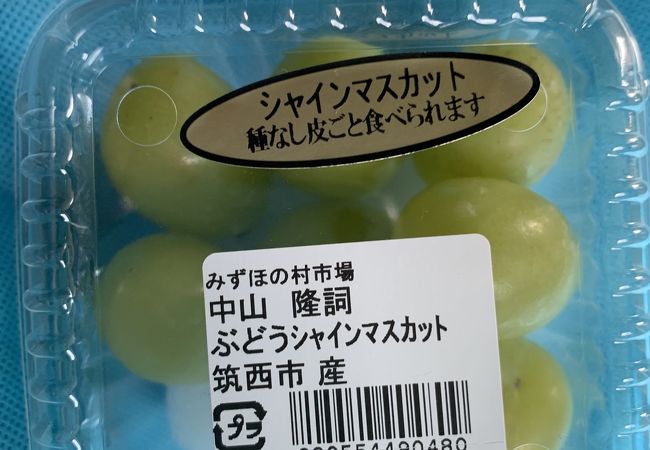 シャインマスカット
種なし皮ごと食べられます
みずほの村市場
中山 隆詞
ぶどうシャインマスカット
筑西市 産
プラ